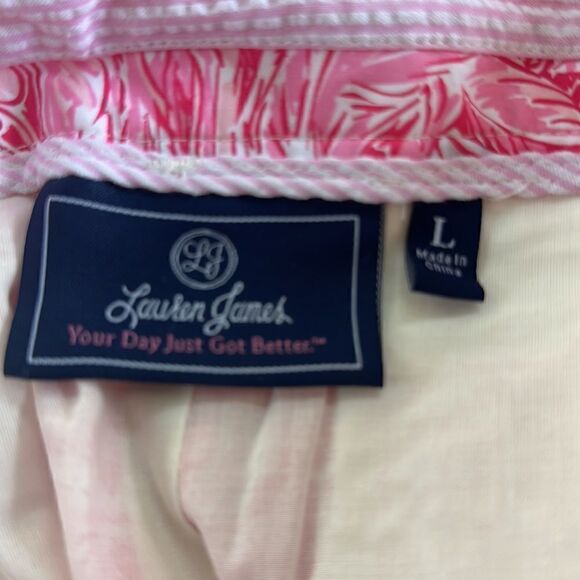 LJ
Lauren James
Your Day Just Got Better.™
L
Made In
China